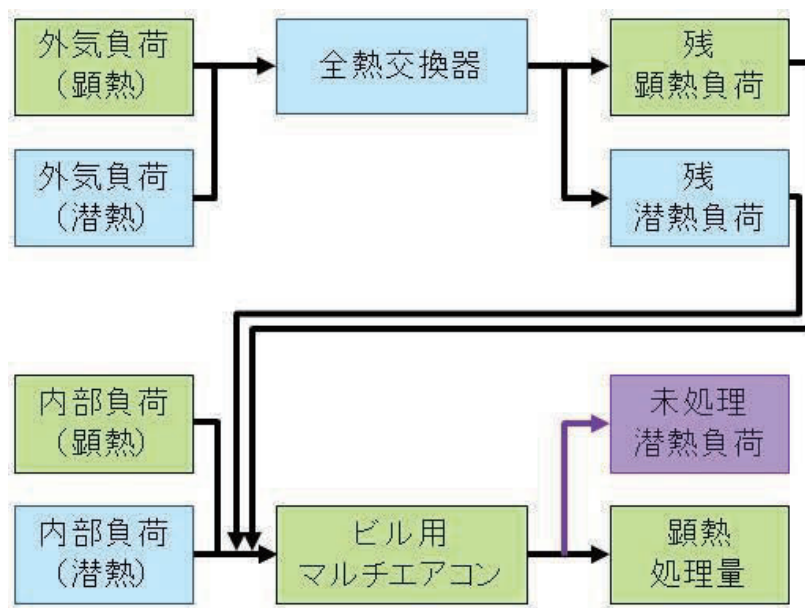 外気負荷
(顕熱)
全熱交換器
残
顕熱負荷
外気負荷
(潜熱)
残
潜熱負荷
内部負荷
(顕熱)
未処理
潜熱負荷
内部負荷
(潜熱)
ビル用
マルチエアコン
顕熱
処理量